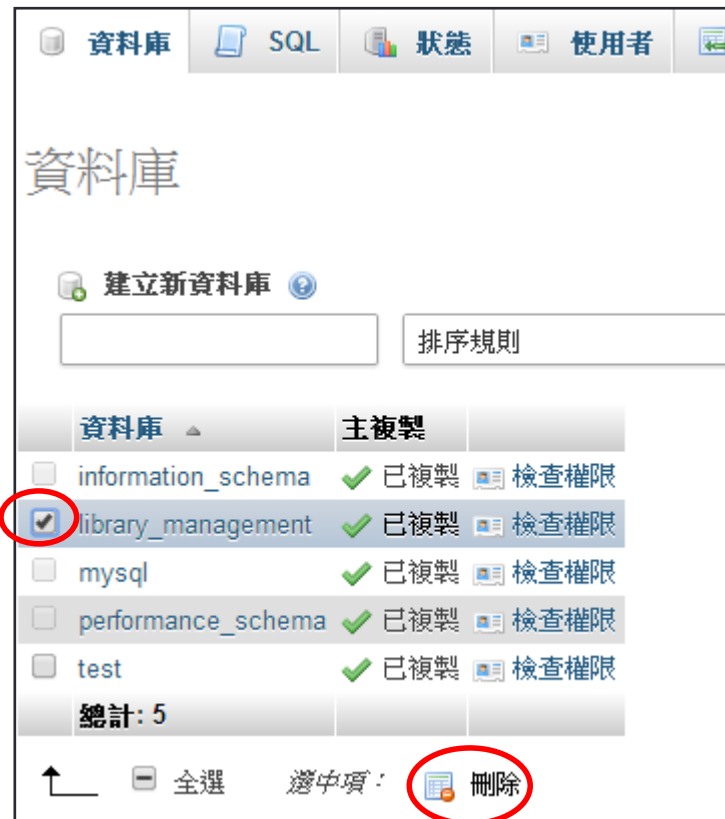 資料庫 SQL 狀態 使用者
資料庫
建立新資料庫
排序規則
資料庫 主複製
information_schema 已複製 檢查權限
library_management 已複製 檢查權限
mysql 已複製 檢查權限
performance_schema 已複製 檢查權限
test 已複製 檢查權限
總計: 5
全選 選中項： 刪除